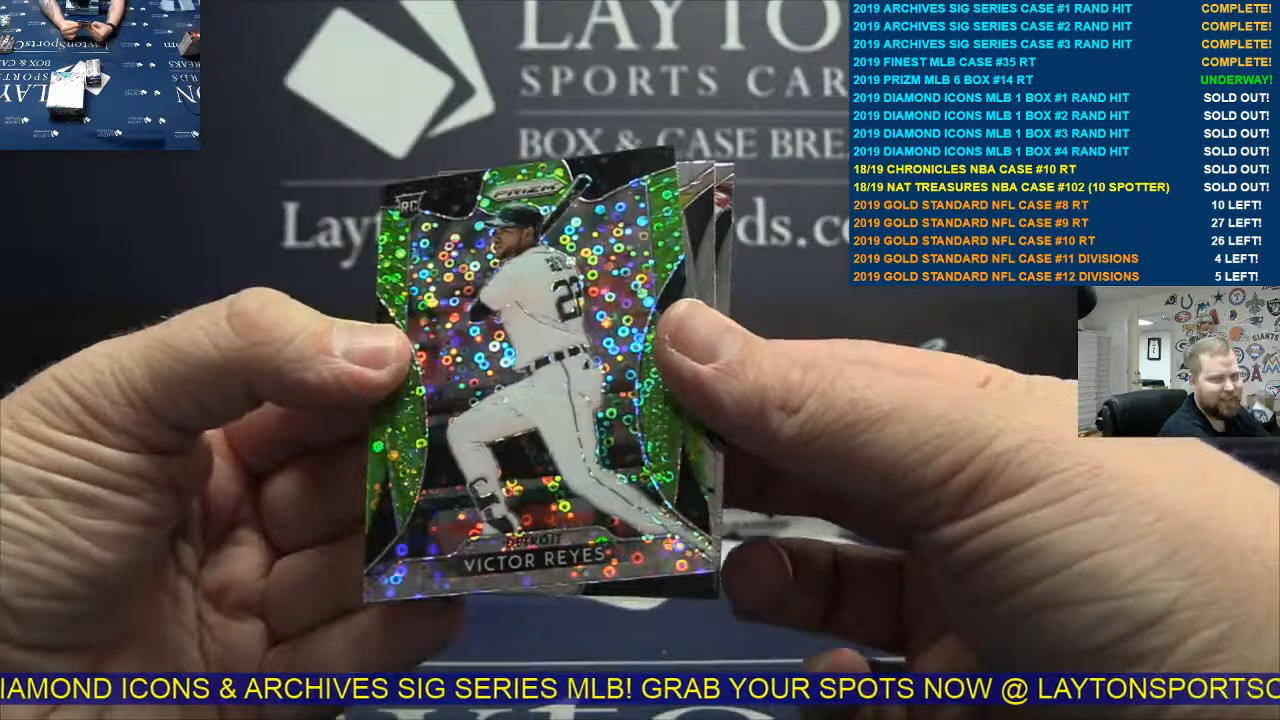 2019 ARCHIVES SIG SERIES CASE #1 RAND HIT COMPLETE!
2019 ARCHIVES SIG SERIES CASE #2 RAND HIT COMPLETE!
2019 ARCHIVES SIG SERIES CASE #3 RAND HIT COMPLETE!
2019 FINEST MLB CASE #35 RT COMPLETE!
2019 PRIZM MLB 6 BOX #14 RT UNDERWAY!
2019 DIAMOND ICONS MLB 1 BOX #1 RAND HIT SOLD OUT!
2019 DIAMOND ICONS MLB 1 BOX #2 RAND HIT SOLD OUT!
2019 DIAMOND ICONS MLB 1 BOX #3 RAND HIT SOLD OUT!
2019 DIAMOND ICONS MLB 1 BOX #4 RAND HIT SOLD OUT!
18/19 CHRONICLES NBA CASE #10 RT SOLD OUT!
18/19 NAT TREASURES NBA CASE #102 (10 SPOTTER) SOLD OUT!
2019 GOLD STANDARD NFL CASE #8 RT 10 LEFT!
2019 GOLD STANDARD NFL CASE #9 RT 27 LEFT!
2019 GOLD STANDARD NFL CASE #10 RT 26 LEFT!
2019 GOLD STANDARD NFL CASE #11 DIVISIONS 4 LEFT!
2019 GOLD STANDARD NFL CASE #12 DIVISIONS 5 LEFT!
LAYTO
SPORTS CAR
BOX & CASE BRE
Layto
ds.co
RC
PRIZM
22
DETROIT
VICTOR REYES
IAMOND ICONS & ARCHIVES SIG SERIES MLB! GRAB YOUR SPOTS NOW @ LAYTONSPORTSC